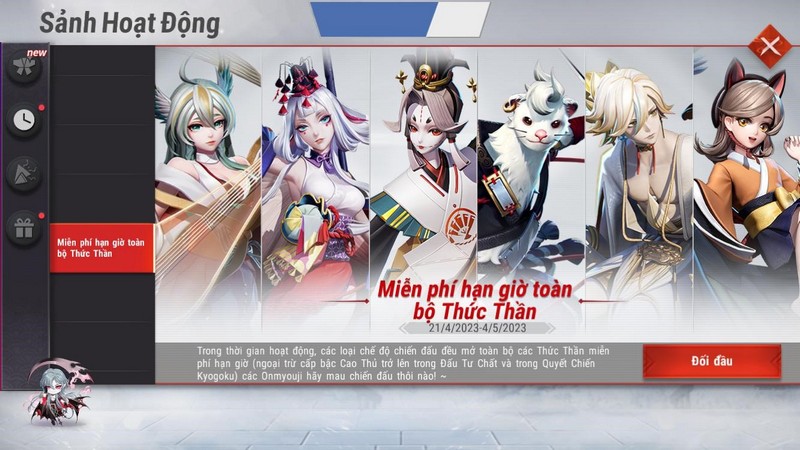 Sảnh Hoạt Động
new
Miễn phí hạn giờ toàn
bộ Thức Thần
Miễn phí hạn giờ toàn
bộ Thức Thần
21/4/2023-4/5/2023
Trong thời gian hoạt động, các loại chế độ chiến đấu đều mở toàn bộ các Thức Thần miễn
phí hạn giờ (ngoại trừ cấp bậc Cao Thủ trở lên trong Đấu Tư Chất và trong Quyết Chiến
Kyogoku) các Onmyouji hãy mau chiến đấu thôi nào! ~
Đối đầu